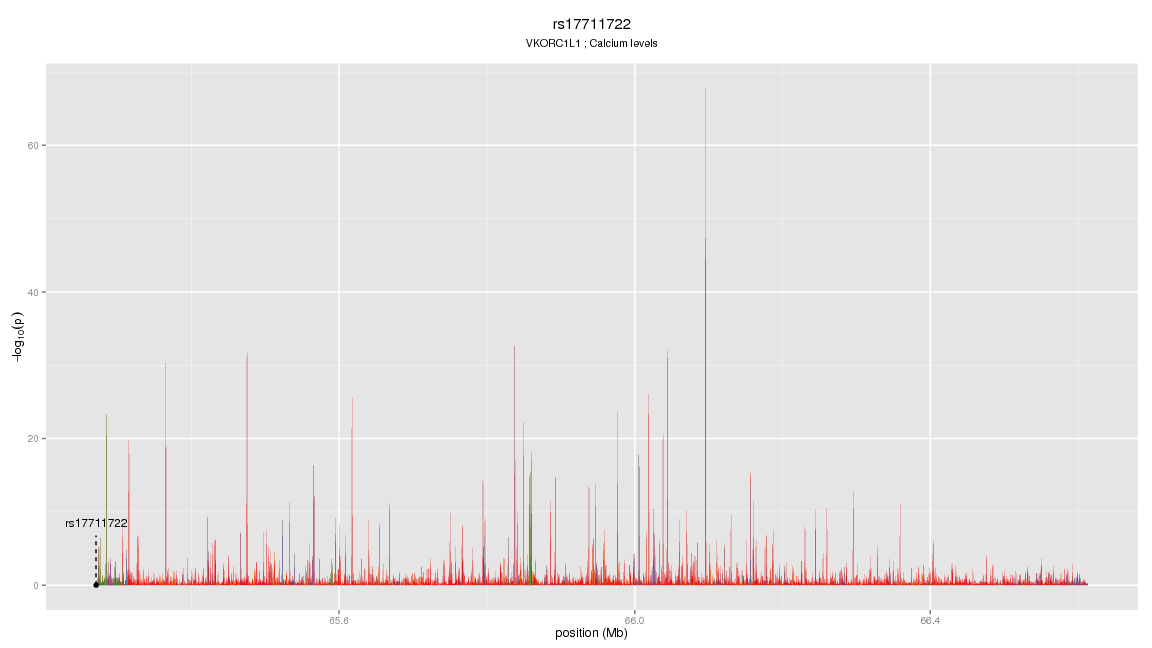 rs17711722
VKORC1L1 ; Calcium levels
−log10(p)
60
40
20
0
rs17711722
65.6
66.0
66.4
position (Mb)